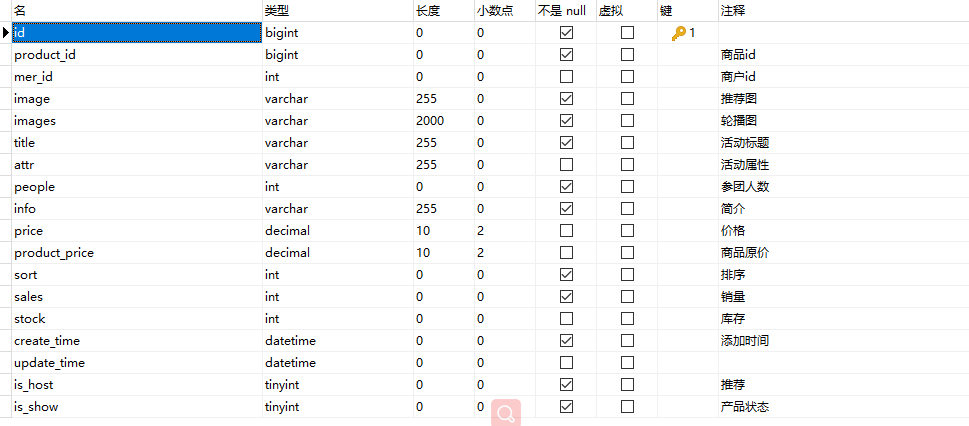 名 类型 长度 小数点 不是 null 虚拟 键 注释
id bigint 0 0 1
product_id bigint 0 0 商品id
mer_id int 0 0 商户id
image varchar 255 0 推荐图
images varchar 2000 0 轮播图
title varchar 255 0 活动标题
attr varchar 255 0 活动属性
people int 0 0 参团人数
info varchar 255 0 简介
price decimal 10 2 价格
product_price decimal 10 2 商品原价
sort int 0 0 排序
sales int 0 0 销量
stock int 0 0 库存
create_time datetime 0 0 添加时间
update_time datetime 0 0
is_host tinyint 0 0 推荐
is_show tinyint 0 0 产品状态